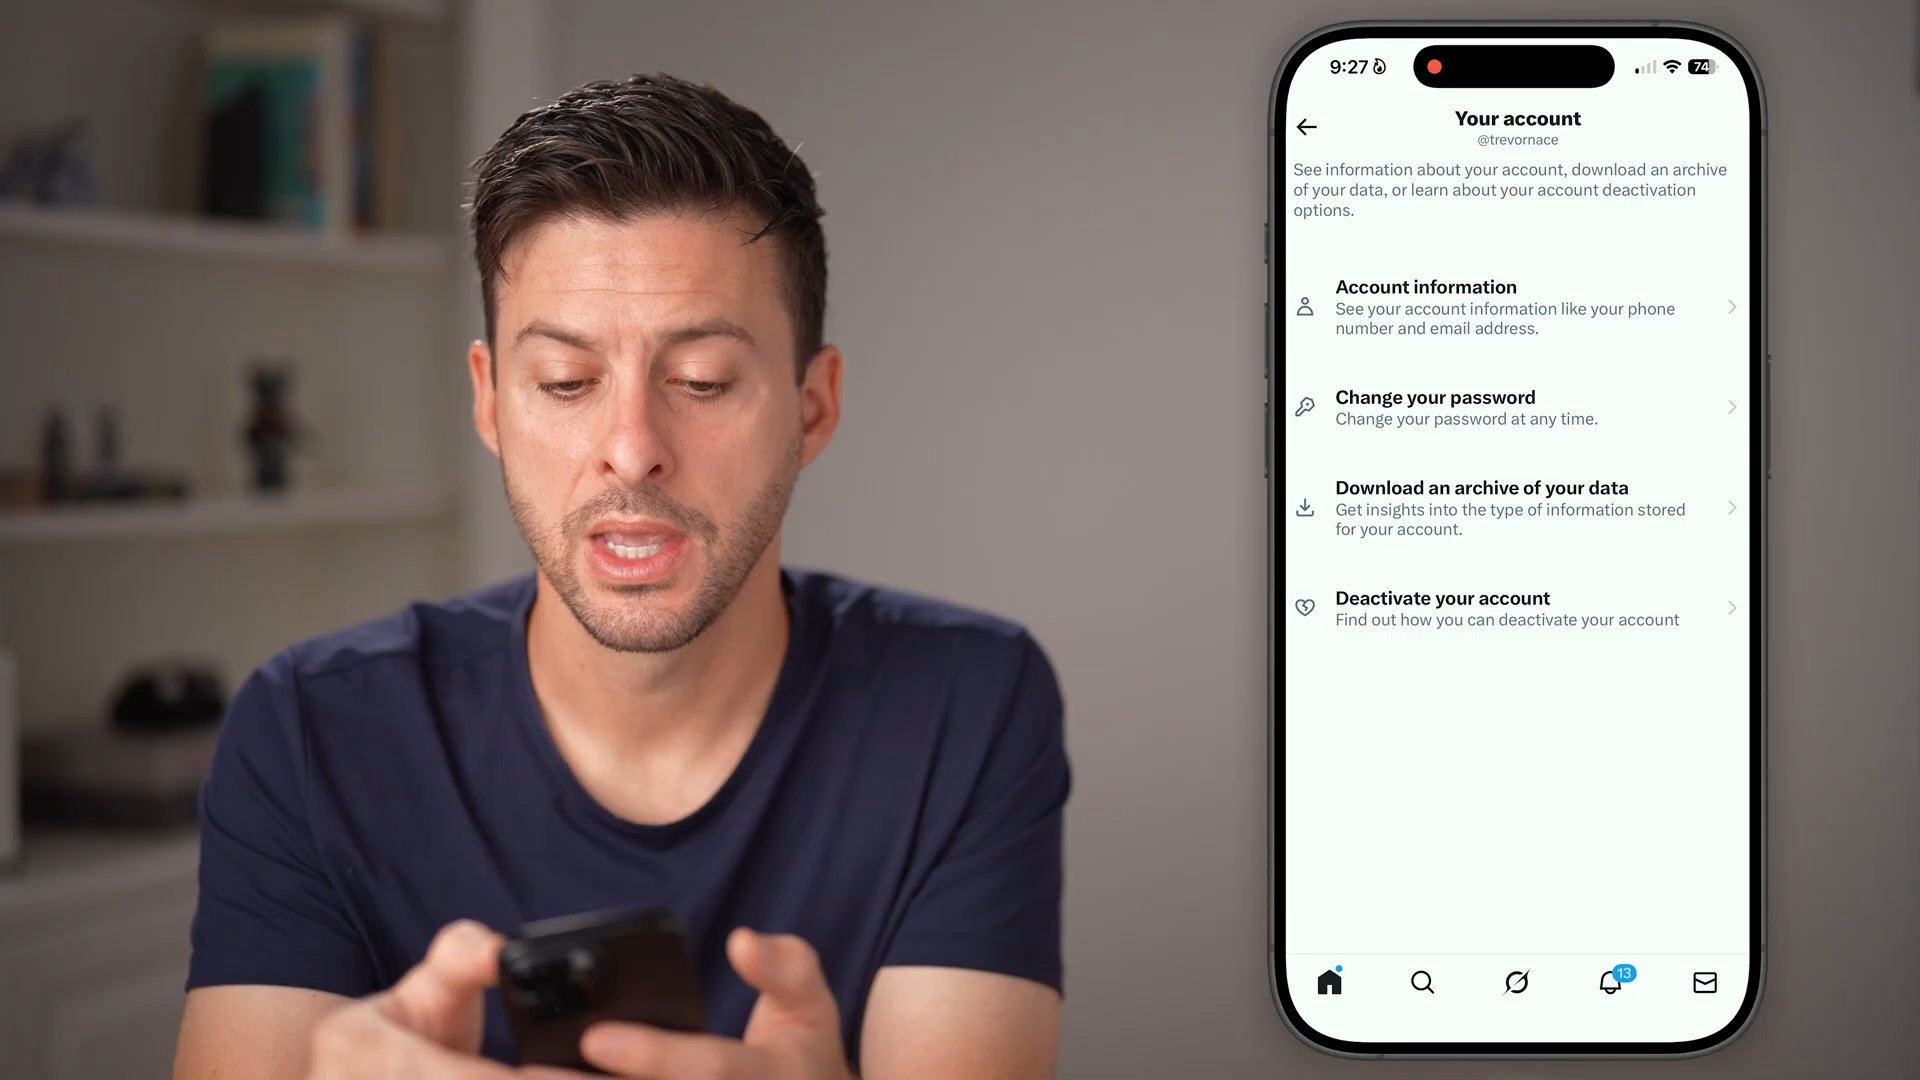 9:27
74
Your account
@trevornace
See information about your account, download an archive
of your data, or learn about your account deactivation
options.
Account information
See your account information like your phone
number and email address.
Change your password
Change your password at any time.
Download an archive of your data
Get insights into the type of information stored
for your account.
Deactivate your account
Find out how you can deactivate your account
13